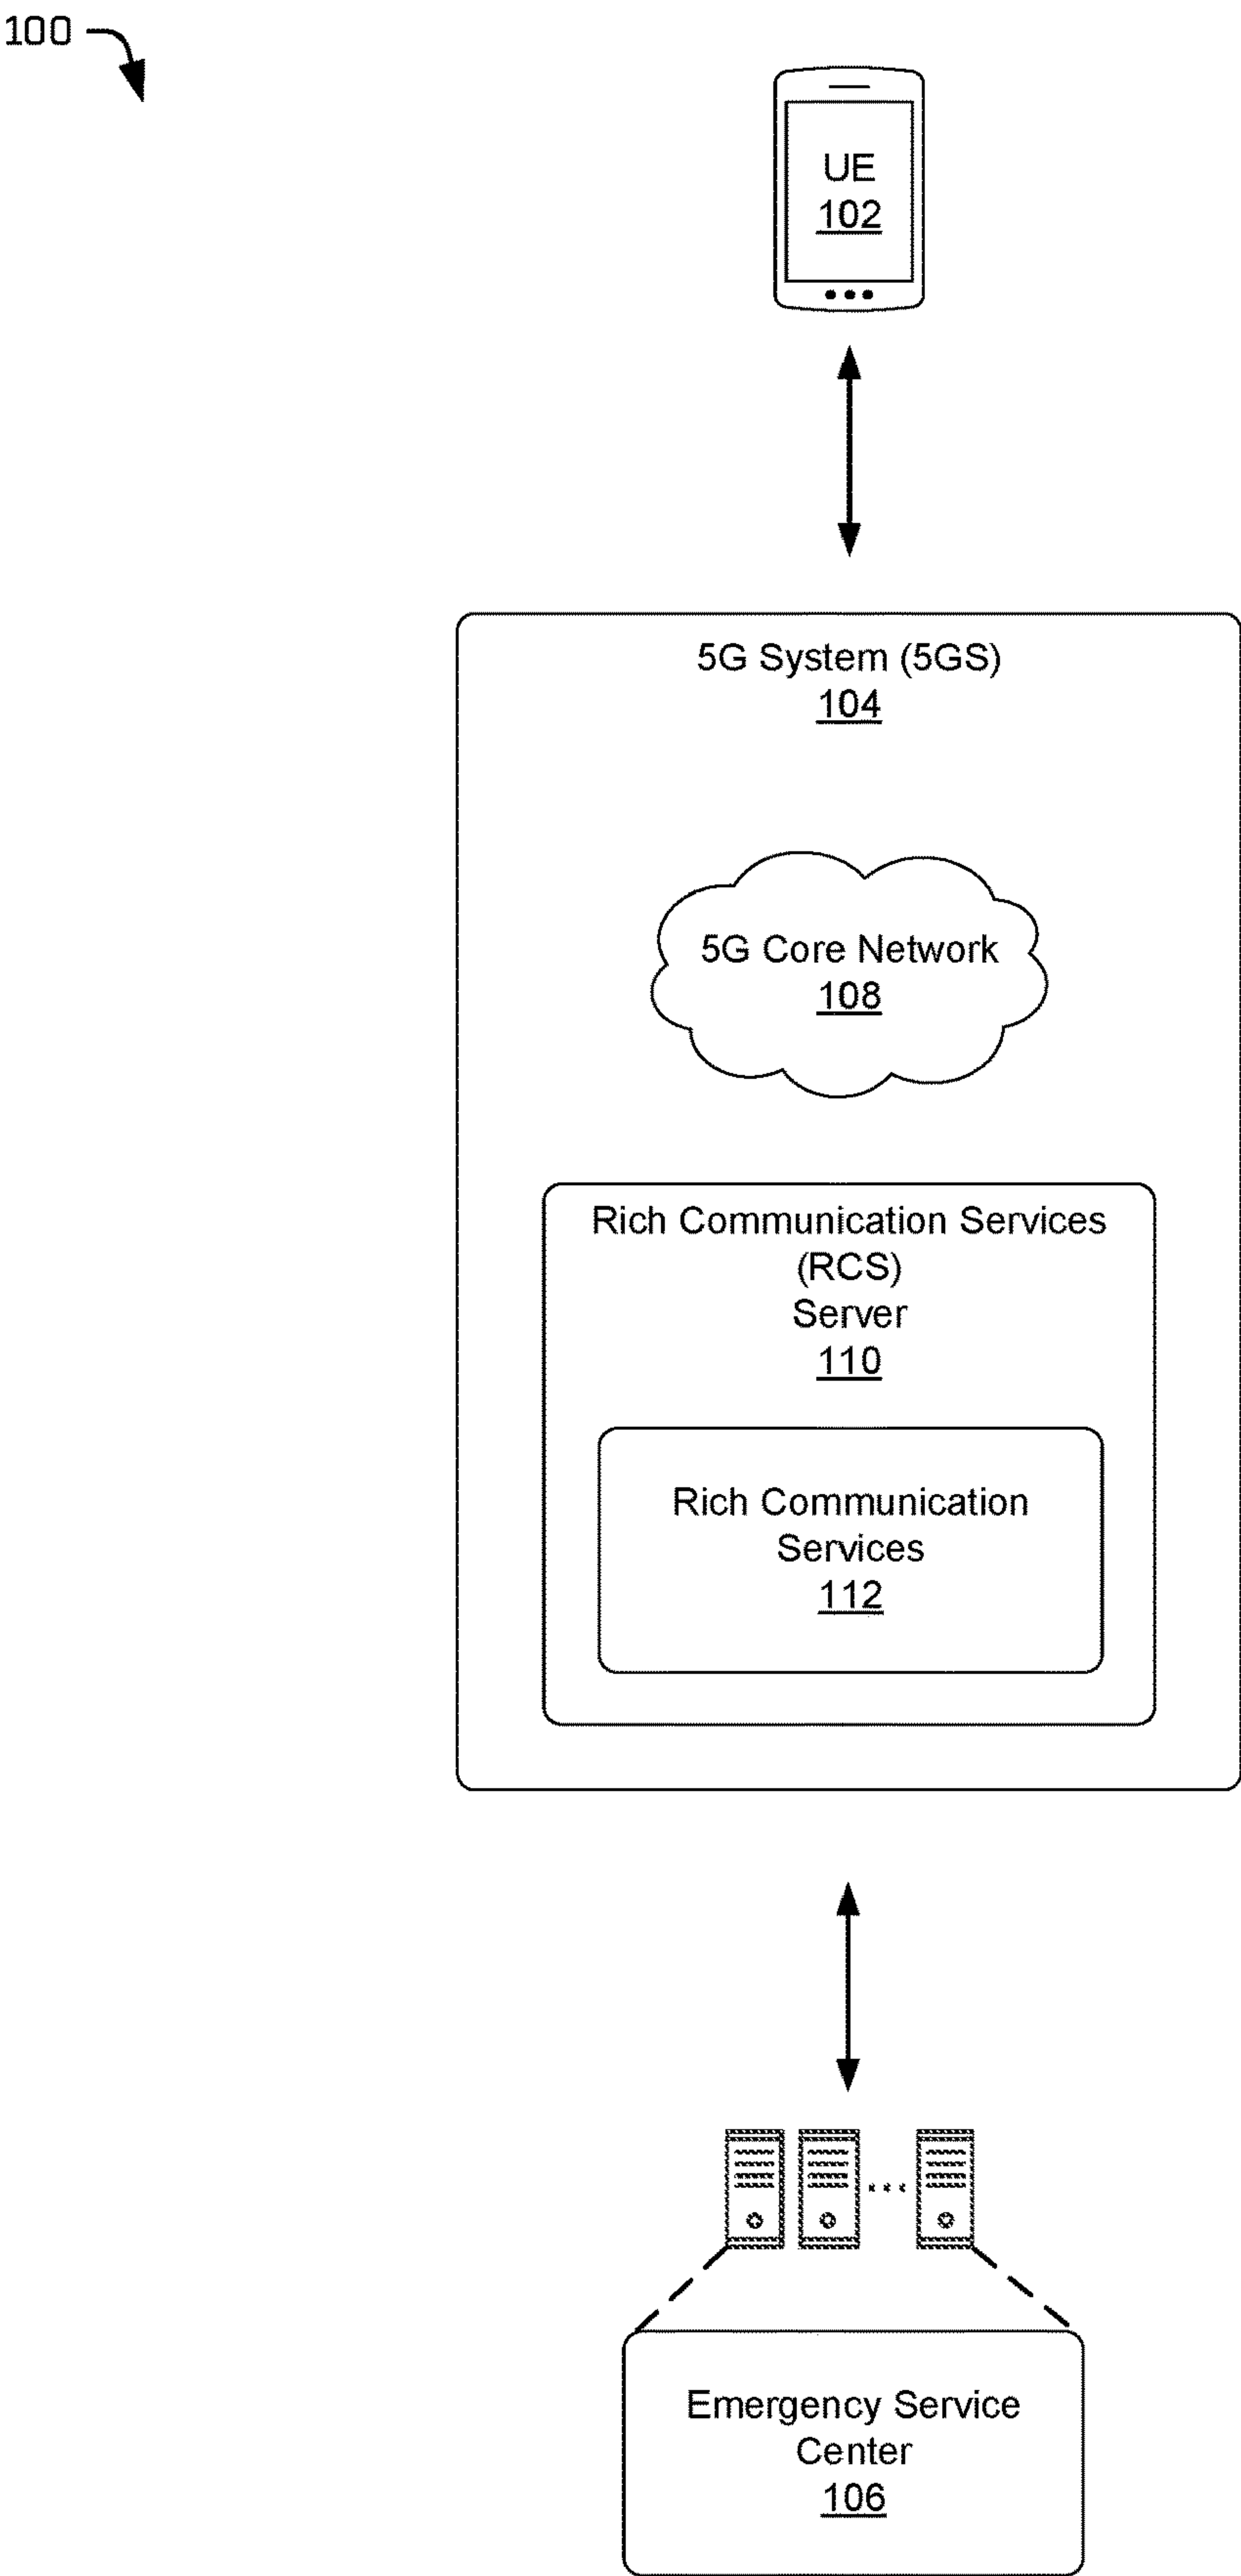 100
UE
102
5G System (5GS)
104
5G Core Network
108
Rich Communication Services
(RCS)
Server
110
Rich Communication
Services
112
...
Emergency Service
Center
106